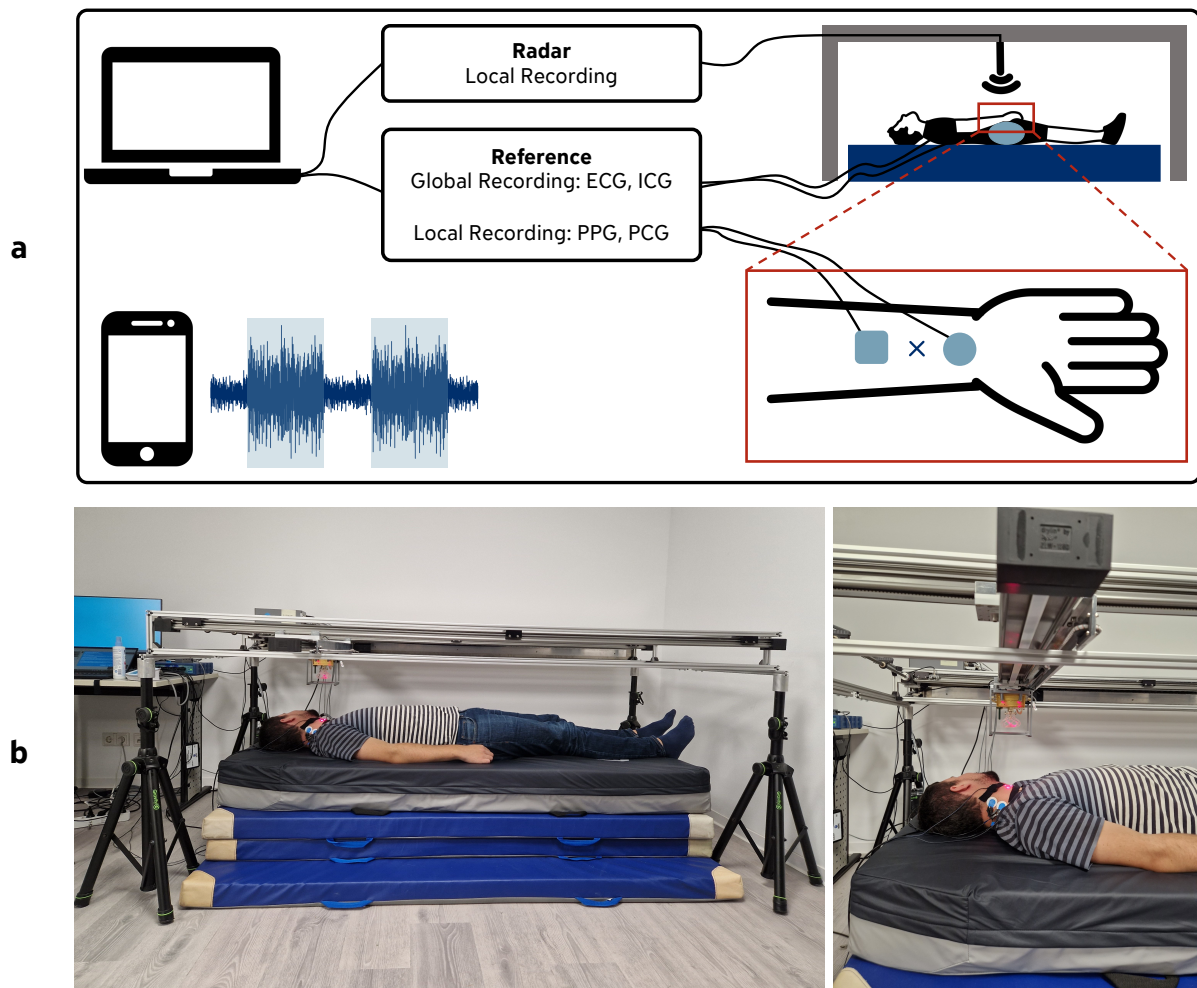 a
Radar
Local Recording
Reference
Global Recording: ECG, ICG
Local Recording: PPG, PCG
b